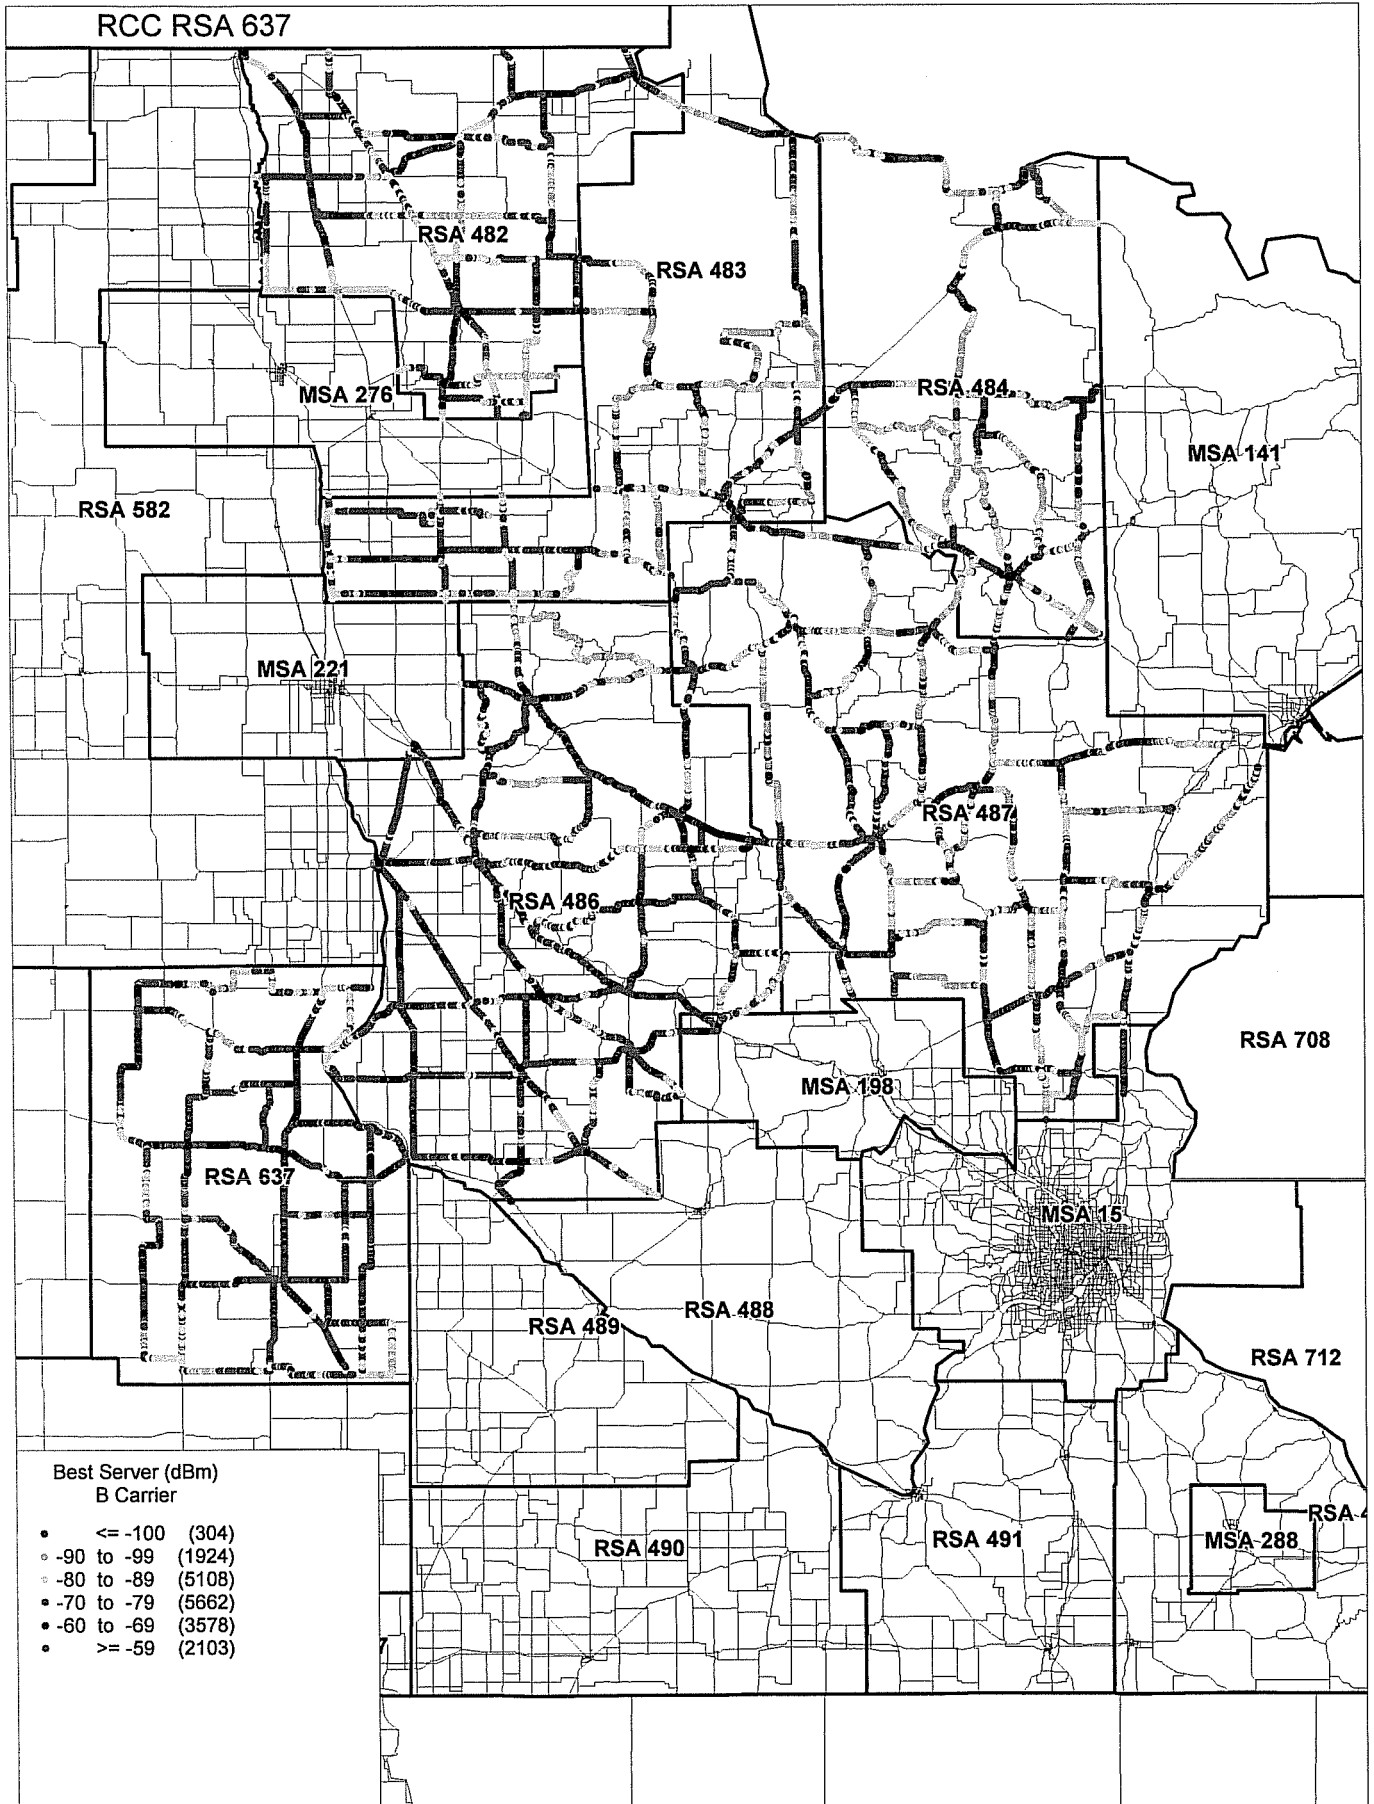 RCC RSA 637
RSA 482
RSA 483
MSA 276
RSA 484
MSA 141
RSA 582
MSA 221
RSA 487
RSA 486
RSA 708
MSA 198
RSA 637
MSA 15
RSA 488
RSA 489
RSA 712
Best Server (dBm)
B Carrier
<= -100 (304)
-90 to -99 (1924)
-80 to -89 (5108)
-70 to -79 (5662)
-60 to -69 (3578)
>= -59 (2103)
RSA 490
RSA 491
MSA 288
RSA 4
7